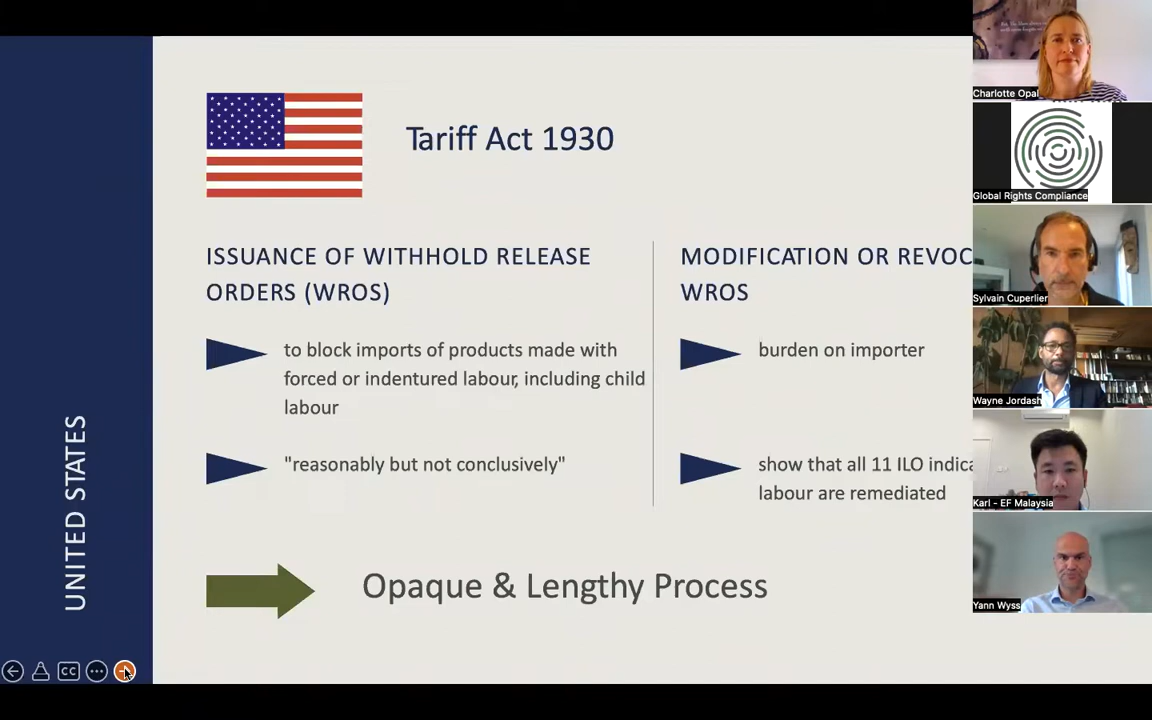 Tariff Act 1930
ISSUANCE OF WITHHOLD RELEASE
ORDERS (WROS)
to block imports of products made with
forced or indentured labour, including child
labour
"reasonably but not conclusively"
MODIFICATION OR REVOC
WROS
burden on importer
show that all 11 ILO indica
labour are remediated
Opaque & Lengthy Process
UNITED STATES
CC
Charlotte Opal
Global Rights Compliance
Sylvain Cuperlier
Wayne Jordash
Karl - EF Malaysia
Yann Wyss